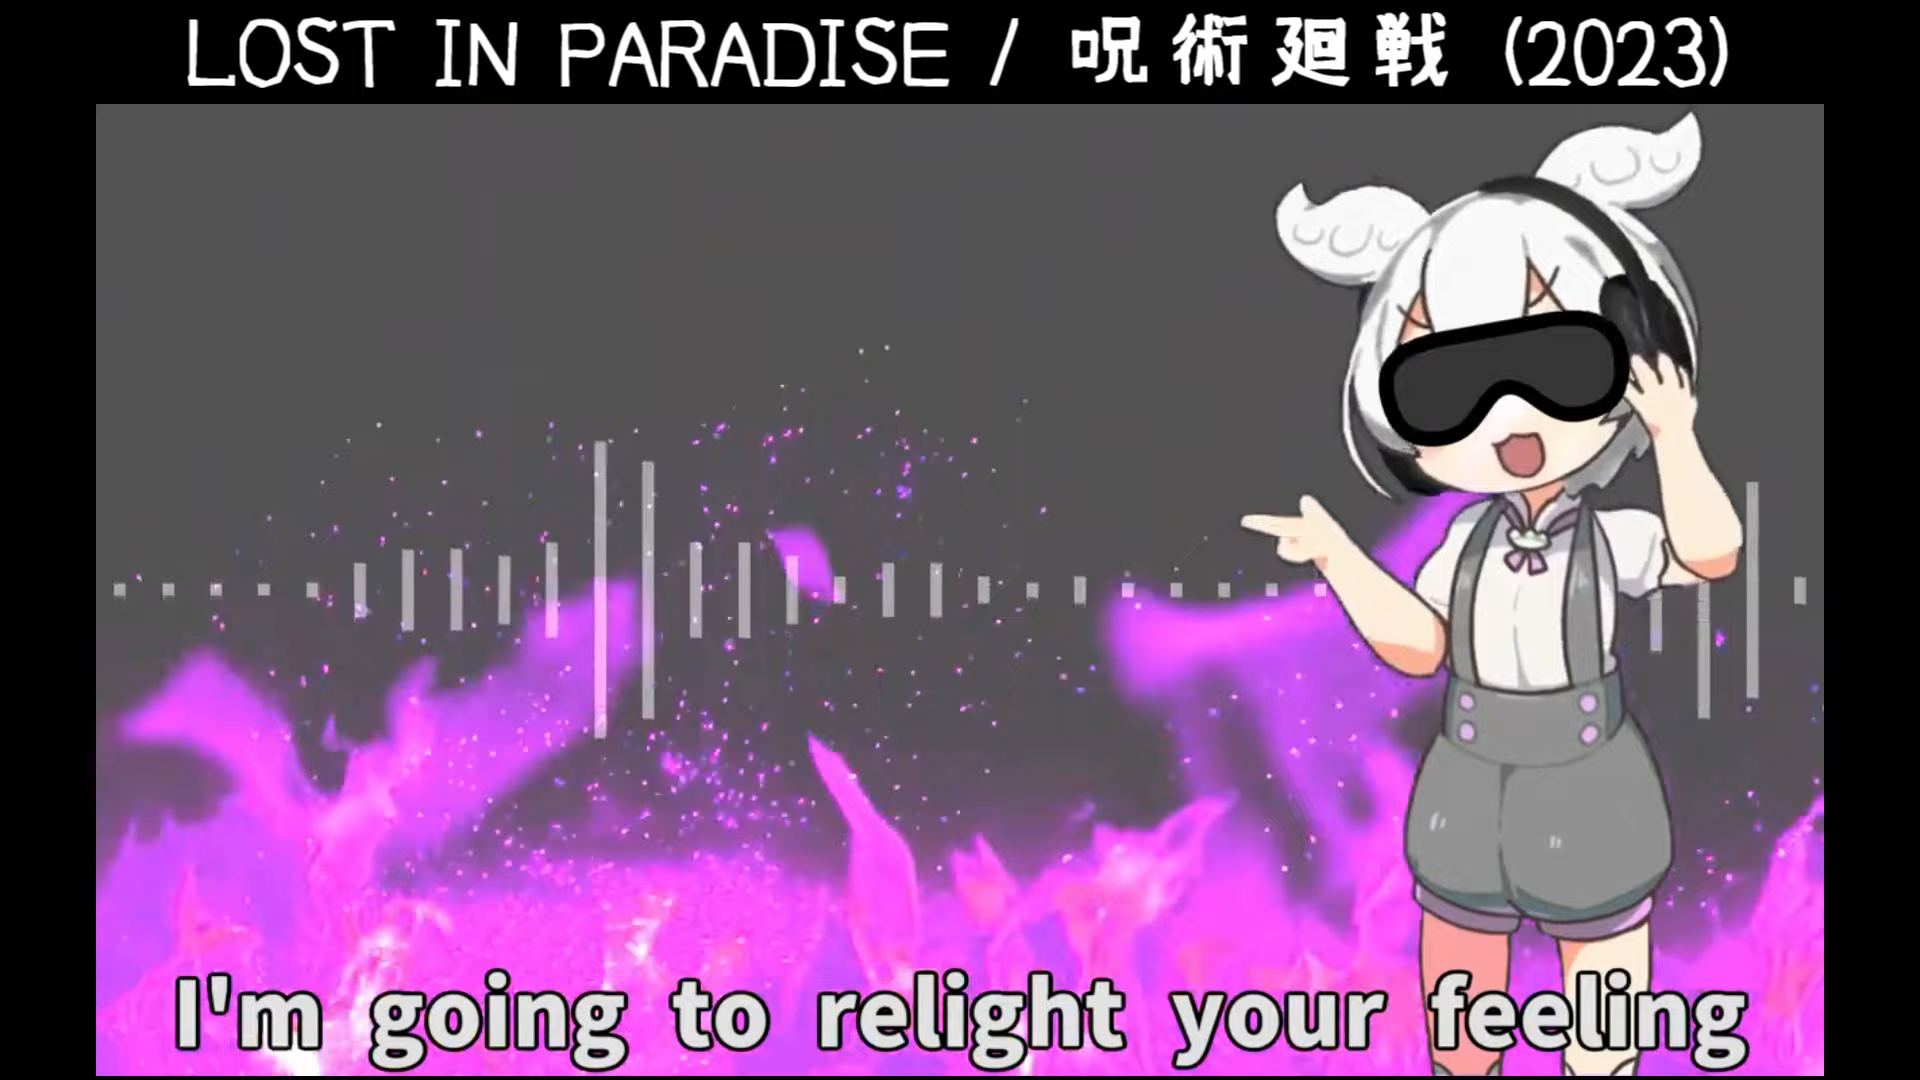 LOST IN PARADISE / 呪術廻戦 (2023)
I'm going to relight your feeling